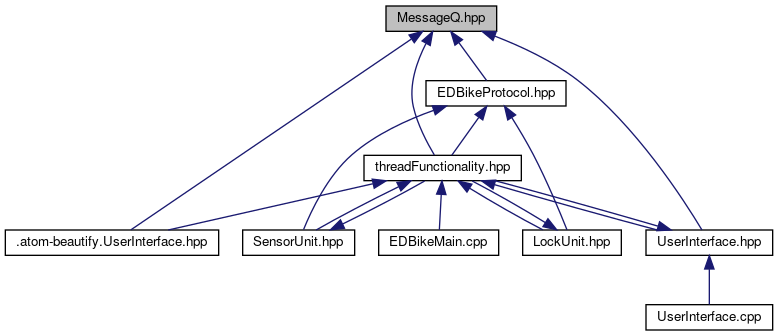 MessageQ.hpp
EDBikeProtocol.hpp
threadFunctionality.hpp
.atom-beautify.UserInterface.hpp
SensorUnit.hpp
EDBikeMain.cpp
LockUnit.hpp
UserInterface.hpp
UserInterface.cpp